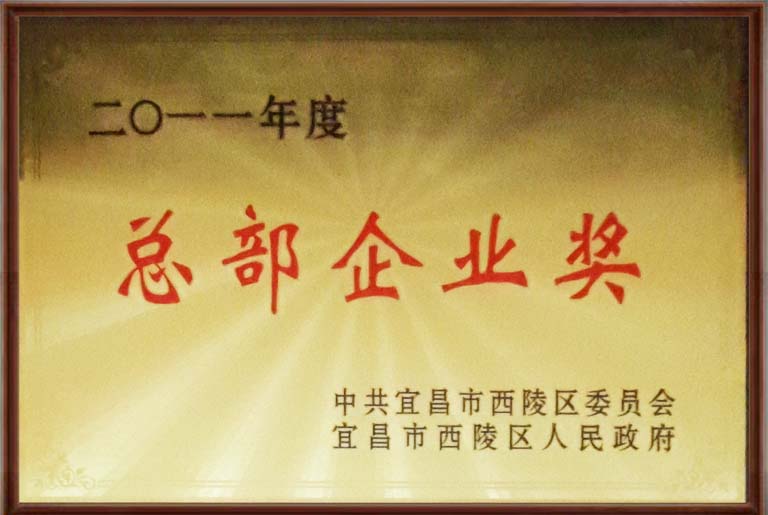 二〇一一年度
总部企业奖
中共宜昌市西陵区委员会
宜昌市西陵区人民政府